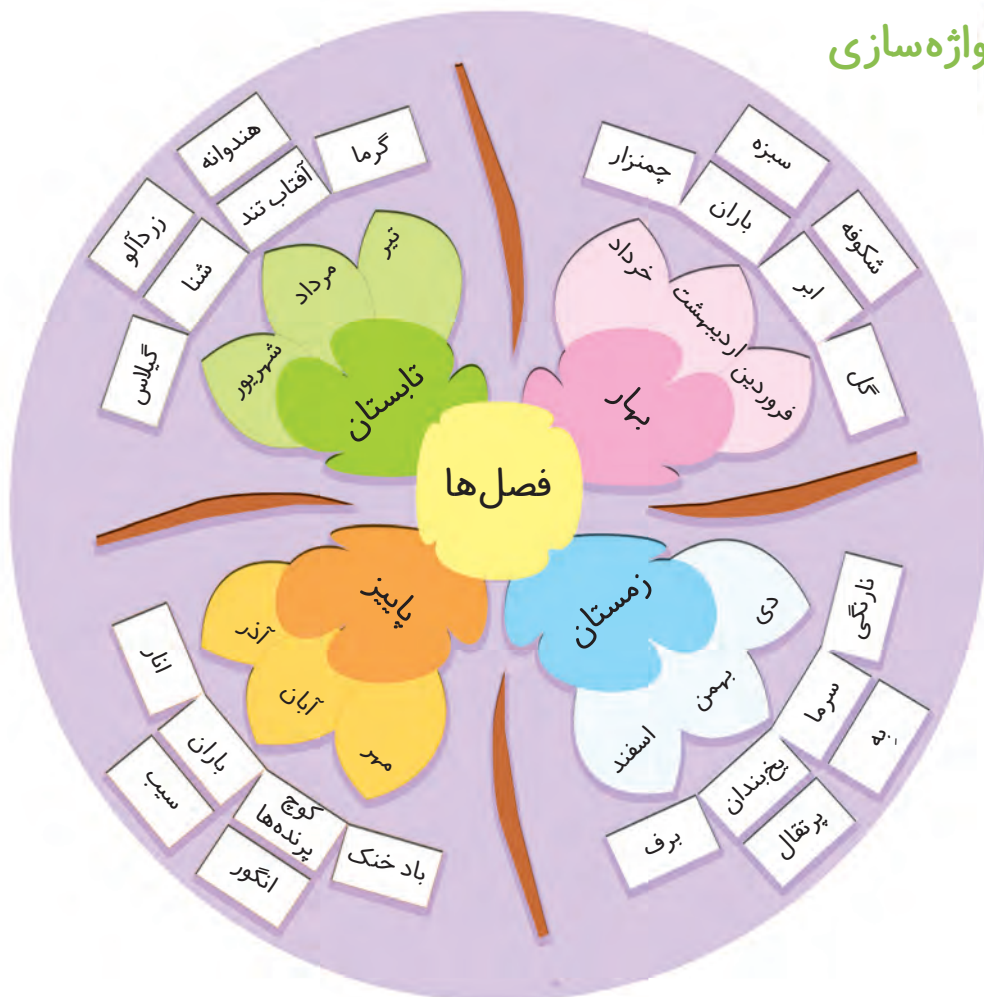 واژه‌سازی
فصل‌ها
بهار
فروردین
اردیبهشت
خرداد
چمنزار
سبزه
باران
شکوفه
ابر
گل
تابستان
تیر
مرداد
شهریور
گرما
هندوانه
آفتاب تند
زردآلو
شنا
گیلاس
پاییز
مهر
آبان
آذر
انار
باران
سیب
کوچ
پرنده‌ها
انگور
باد خنک
زمستان
دی
بهمن
اسفند
نارنگی
سرما
بِه
یخ‌بندان
پرتقال
برف